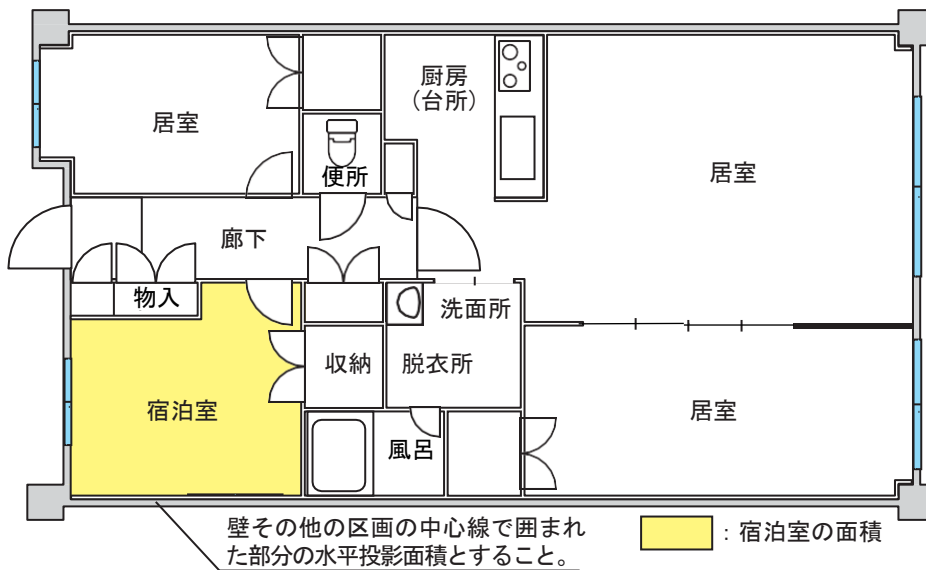 厨房
(台所)
居室
便所
居室
廊下
物入
洗面所
収納
脱衣所
宿泊室
居室
風呂
壁その他の区画の中心線で囲まれ
た部分の水平投影面積とすること。
：宿泊室の面積